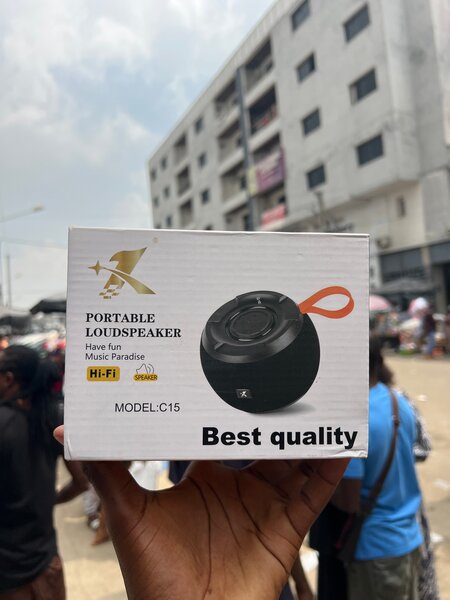 PORTABLE
LOUDSPEAKER
Have fun
Music Paradise
Hi-Fi
SPEAKER
MODEL:C15
Best quality